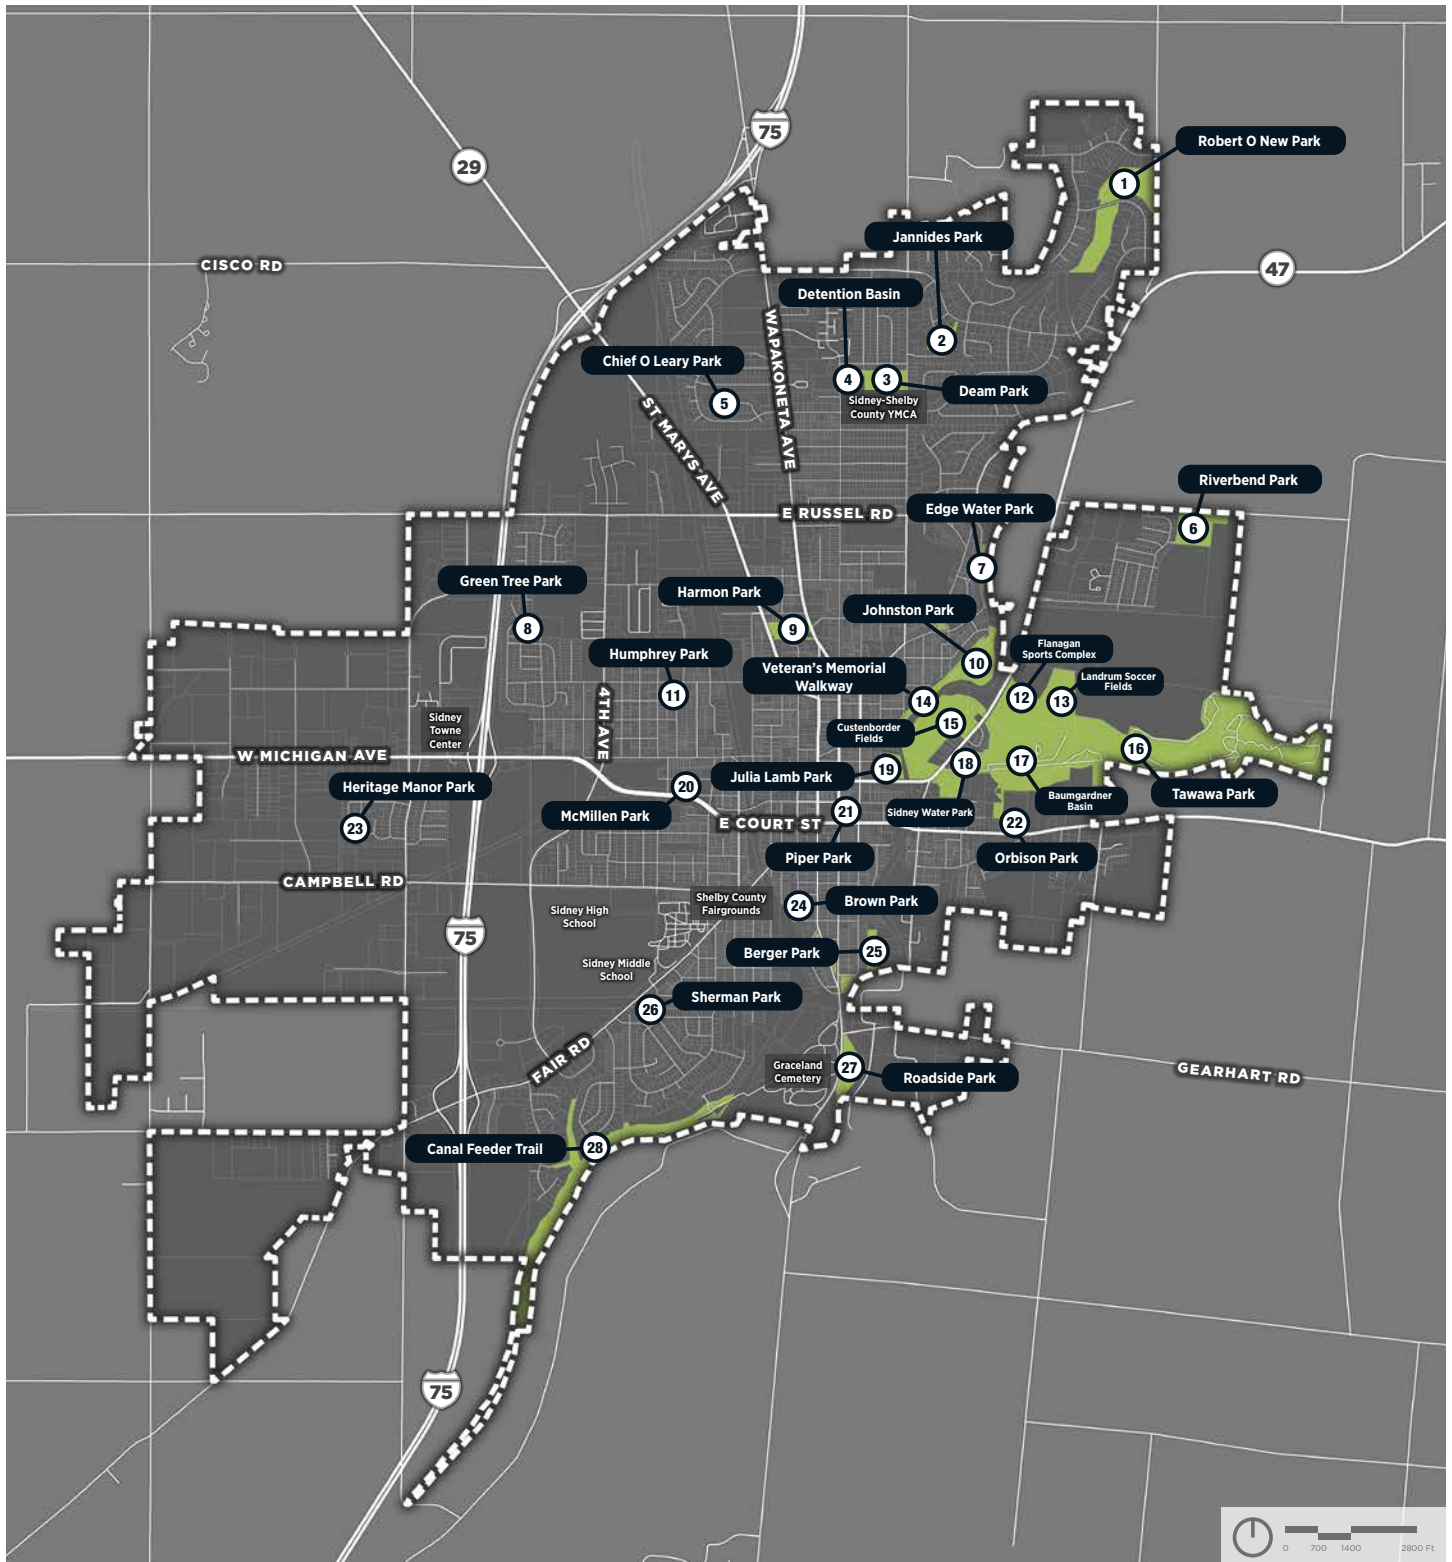 75
29
Robert O New Park
1
Jannides Park
CISCO RD
47
Detention Basin
WAPAKONETA AVE
2
Chief O Leary Park
4
3
Deam Park
5
Sidney-Shelby
County YMCA
ST MARYS AVE
Riverbend Park
E RUSSEL RD
Edge Water Park
6
7
Green Tree Park
Harmon Park
Johnston Park
8
9
Humphrey Park
Flanagan
Sports Complex
10
Veteran's Memorial
Walkway
Landrum Soccer
Fields
11
14
12
13
4TH AVE
Sidney
Towne
Center
Custenborder
Fields
15
W MICHIGAN AVE
16
17
18
19
Julia Lamb Park
Heritage Manor Park
20
Tawawa Park
Baumgardner
Basin
McMillen Park
21
Sidney Water Park
E COURT ST
22
23
Piper Park
Orbison Park
CAMPBELL RD
Shelby County
Fairgrounds
24
Brown Park
Sidney High
School
75
Berger Park
25
Sidney Middle
School
Sherman Park
26
FAIR RD
Graceland
Cemetery
27
Roadside Park
GEARHART RD
Canal Feeder Trail
28
75
0 700 1400 2800 Ft